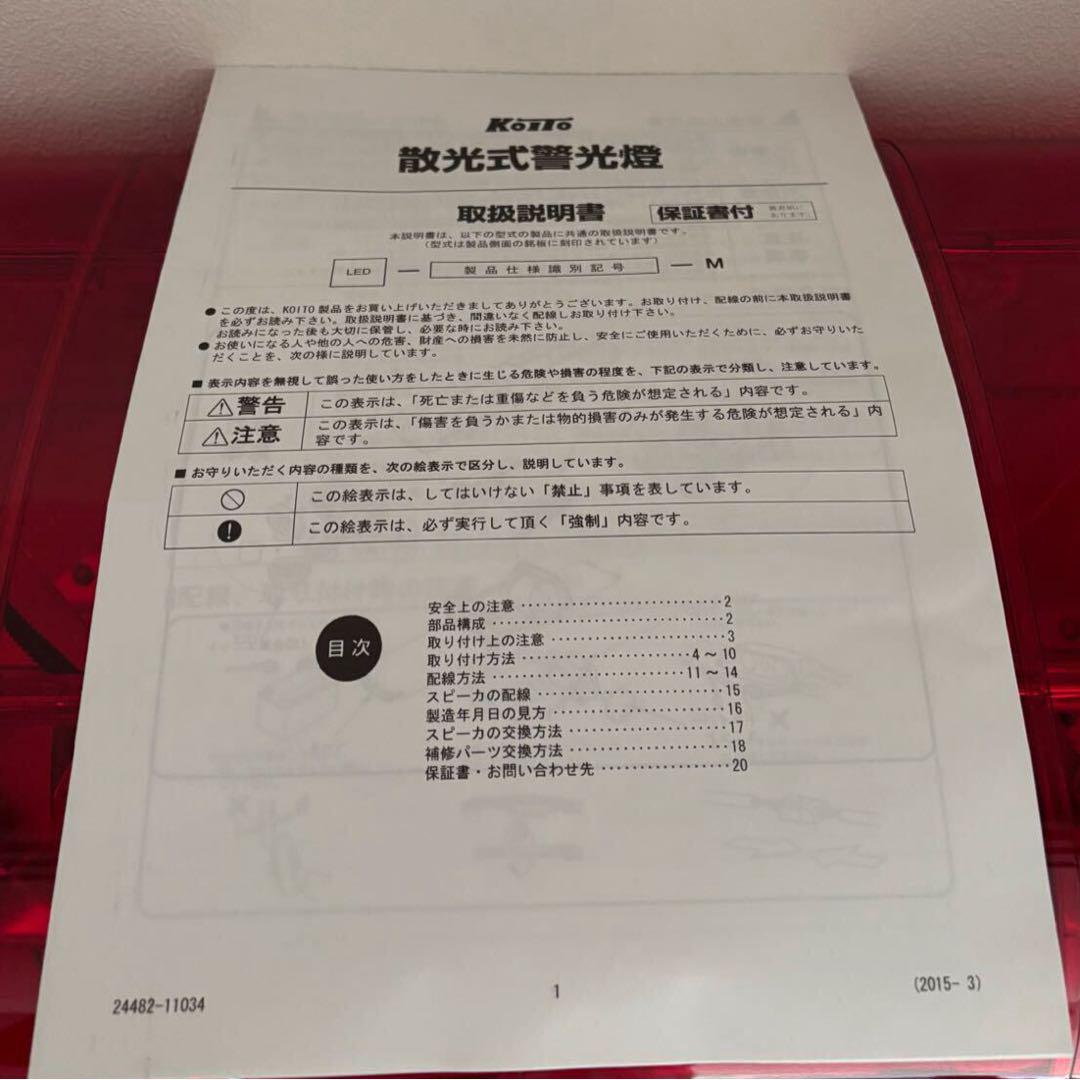 KOITO
散光式警光燈
取扱説明書 保証書付
本説明書は、以下の型式の製品に共通の取扱説明書です。
(型式は製品側面の銘板に刻印されています)
LED — 製品仕様識別記号 — M
● この度は、KOITO製品をお買い上げいただきましてありがとうございます。お取り付け、配線の前に本取扱説明書
を必ずお読み下さい。取扱説明書に基づき、間違いなく配線しお取り付け下さい。
お読みになった後も大切に保管し、必要な時にお読み下さい。
● お使いになる人や他の人への危害、財産への損害を未然に防止し、安全にご使用いただくために、必ずお守りいた
だくことを、次の様に説明しています。
■ 表示内容を無視して誤った使い方をしたときに生じる危険や損害の程度を、下記の表示で分類し、注意しています。
⚠警告 この表示は、「死亡または重傷などを負う危険が想定される」内容です。
⚠注意 この表示は、「傷害を負うかまたは物的損害のみが発生する危険が想定される」内
容です。
■ お守りいただく内容の種類を、次の絵表示で区分し、説明しています。
この絵表示は、してはいけない「禁止」事項を表しています。
! この絵表示は、必ず実行して頂く「強制」内容です。
目次
安全上の注意 ···························2
部品構成 ·······························2
取り付け上の注意 ······················3
取り付け方法 ·······················4～10
配線方法 ··························11～14
スピーカの配線 ·······················15
製造年月日の見方 ·····················16
スピーカの交換方法 ···················17
補修パーツ交換方法 ···················18
保証書・お問い合わせ先 ················20
24482-11034
1
(2015- 3)